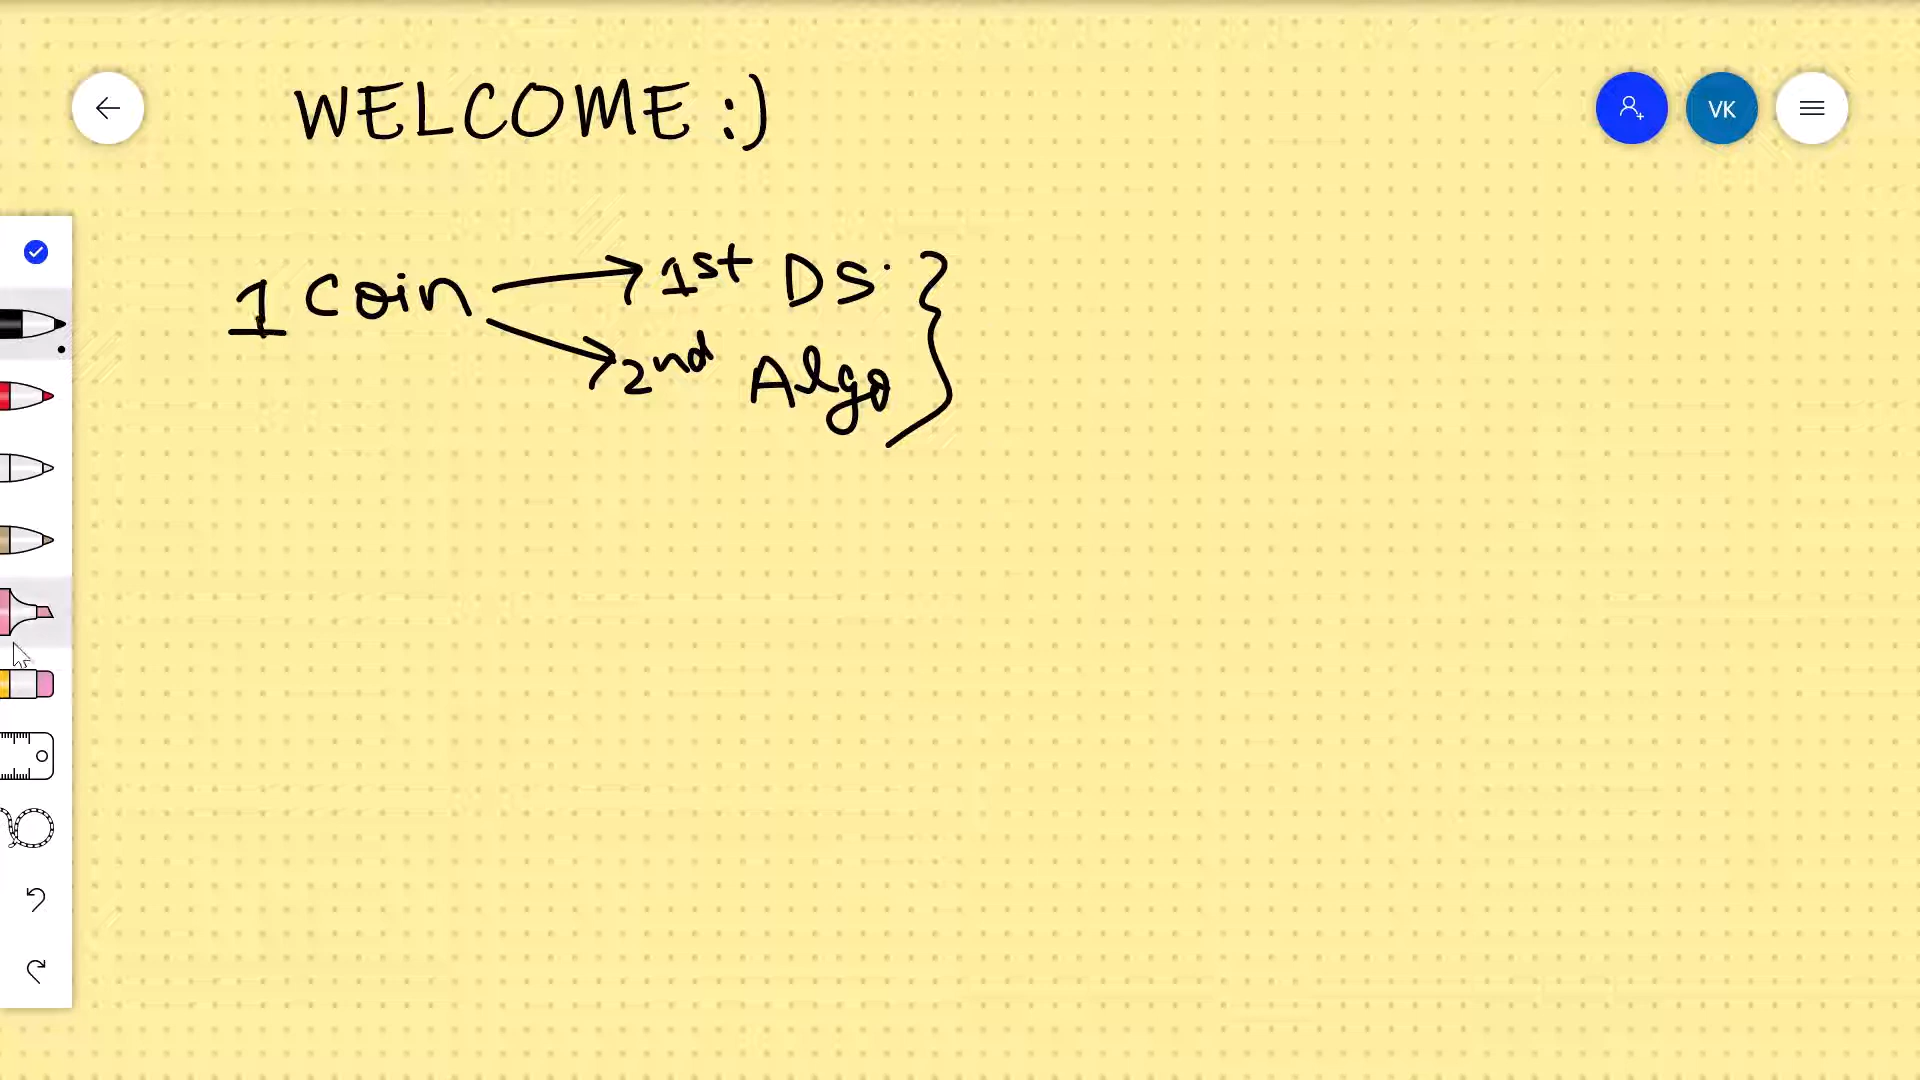 WELCOME :)
VK
1 Coin → 1st DS.
→ 2nd Algo